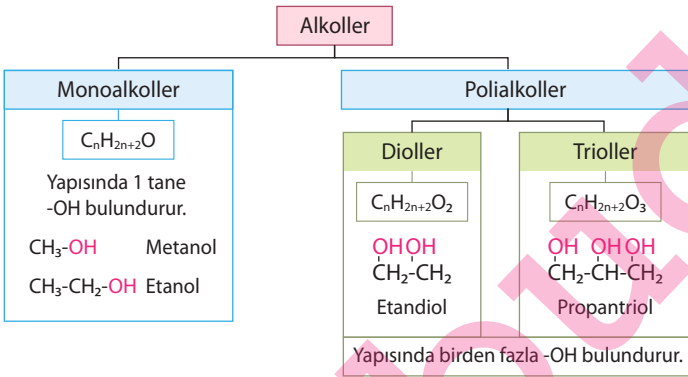 Alkoller
Monoalkoller
CₙH₂ₙ₊₂O
Yapısında 1 tane
-OH bulundurur.
CH₃-OH Metanol
CH₃-CH₂-OH Etanol
Polialkoller
Dioller
CₙH₂ₙ₊₂O₂
OH OH
CH₂-CH₂
Etandiol
Trioller
CₙH₂ₙ₊₂O₃
OH OH OH
CH₂-CH-CH₂
Propantriol
Yapısında birden fazla -OH bulundurur.